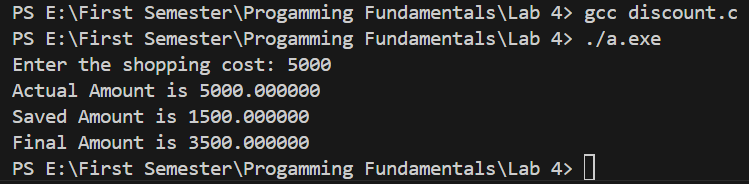 PS E:\First Semester\Progamming Fundamentals\Lab 4> gcc discount.c
PS E:\First Semester\Progamming Fundamentals\Lab 4> ./a.exe
Enter the shopping cost: 5000
Actual Amount is 5000.000000
Saved Amount is 1500.000000
Final Amount is 3500.000000
PS E:\First Semester\Progamming Fundamentals\Lab 4>